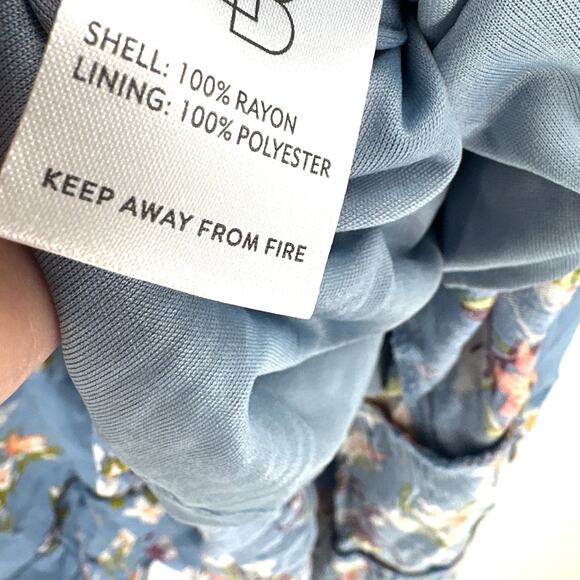 B
SHELL: 100% RAYON
LINING: 100% POLYESTER
KEEP AWAY FROM FIRE